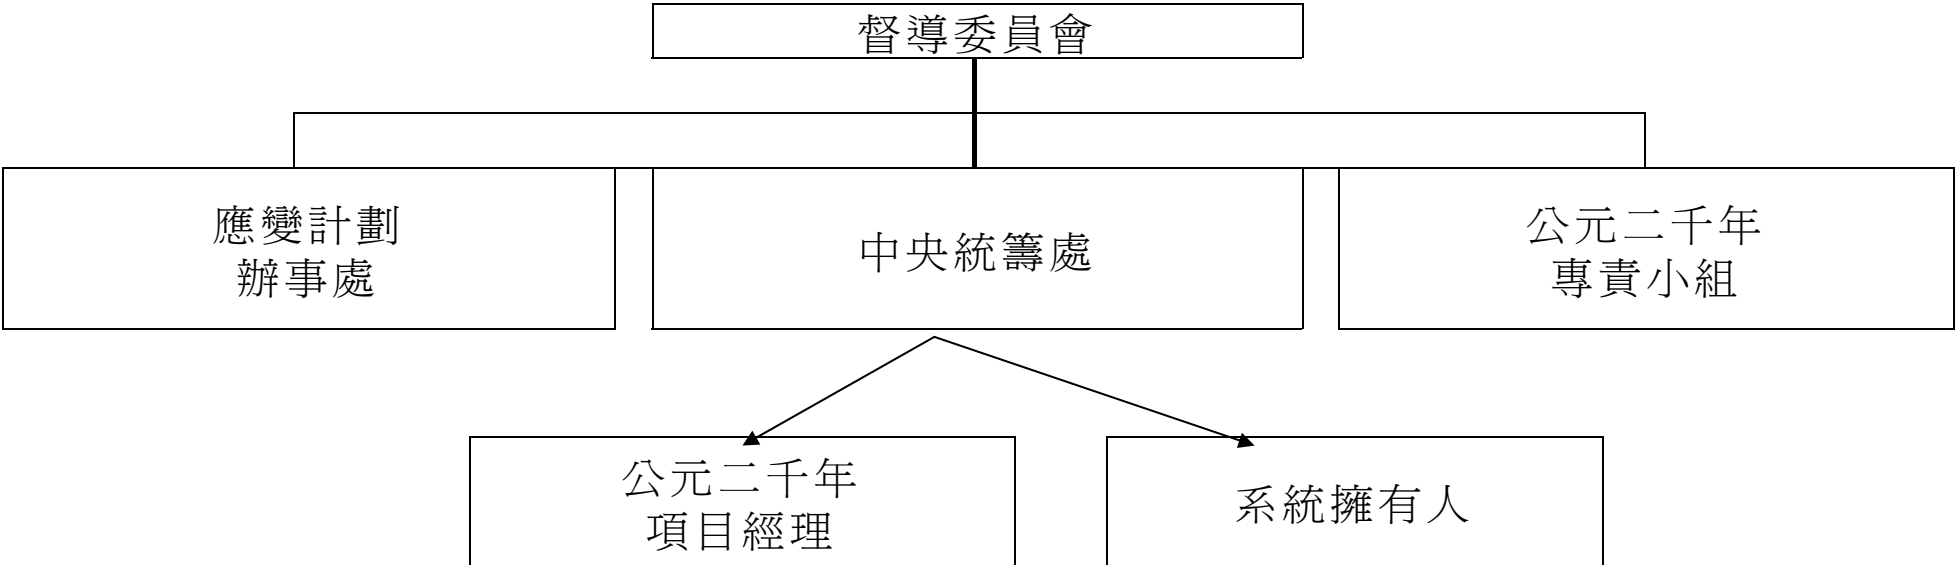 督導委員會
應變計劃
辦事處
中央統籌處
公元二千年
專責小組
公元二千年
項目經理
系統擁有人